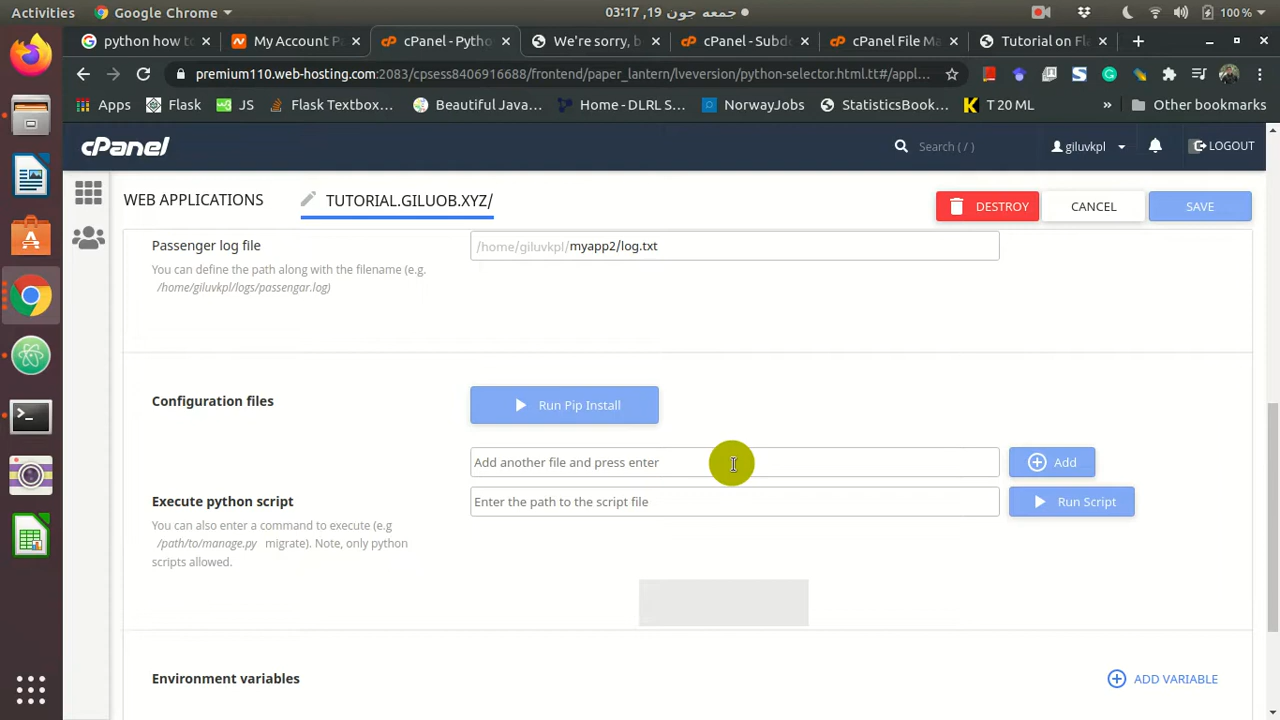 Activities
Google Chrome
03:17 جمعه جون 19,
100 %
python how to
My Account P
cPanel - Pytho
We're sorry, b
cPanel - Subd
cPanel File Ma
Tutorial on Fl
premium110.web-hosting.com:2083/cpsess8406916688/frontend/paper_lantern/lveversion/python-selector.html.tt#/appl...
Apps
Flask
JS
Flask Textbox...
Beautiful Java...
Home - DLRL S...
NorwayJobs
StatisticsBook...
T 20 ML
»
Other bookmarks
cPanel
Search ( / )
giluvkpl
LOGOUT
WEB APPLICATIONS
TUTORIAL.GILUOB.XYZ/
DESTROY
CANCEL
SAVE
Passenger log file
/home/giluvkpl/myapp2/log.txt
You can define the path along with the filename (e.g.
/home/giluvkpl/logs/passengar.log)
Configuration files
Run Pip Install
Add another file and press enter
Add
Execute python script
Enter the path to the script file
Run Script
You can also enter a command to execute (e.g
/path/to/manage.py migrate). Note, only python
scripts allowed.
Environment variables
ADD VARIABLE